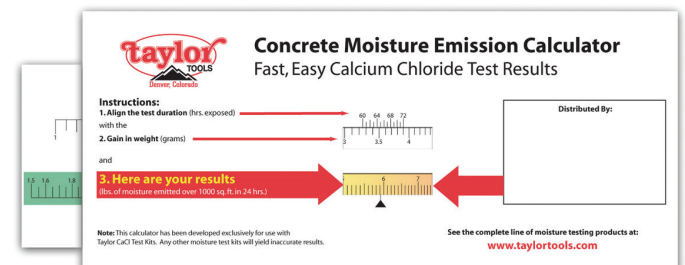 taylor
TOOLS
Denver, Colorado
Concrete Moisture Emission Calculator
Fast, Easy Calcium Chloride Test Results
Instructions:
1. Align the test duration (hrs. exposed)
with the
2. Gain in weight (grams)
and
3. Here are your results
(lbs. of moisture emitted over 1000 sq. ft. in 24 hrs.)
60 64 68 72
3 3.5 4
6 7
Distributed By:
1
1.5 1.6 1.8
Note: This calculator has been developed exclusively for use with
Taylor CaCl Test Kits. Any other moisture test kits will yield inaccurate results.
See the complete line of moisture testing products at:
www.taylortools.com